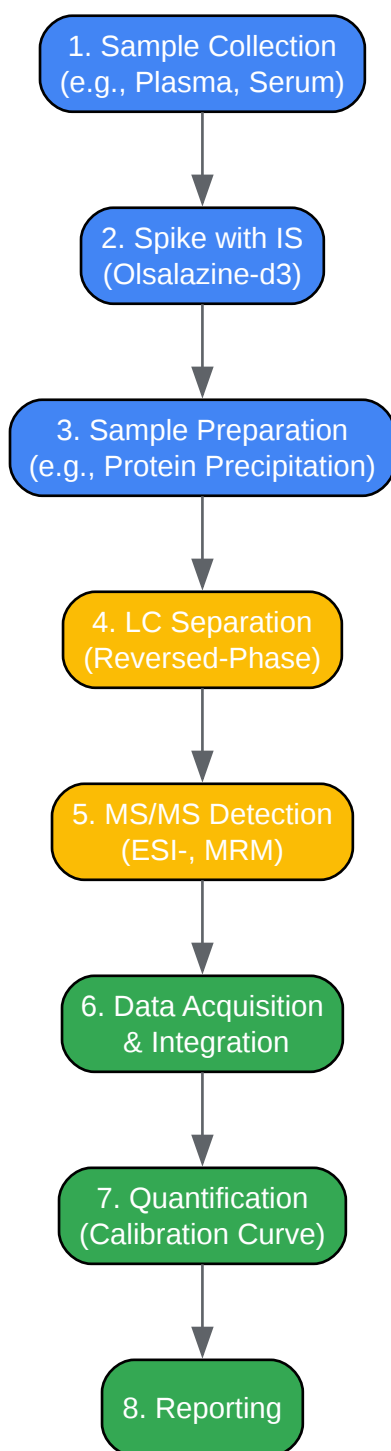 1. Sample Collection
(e.g., Plasma, Serum)
2. Spike with IS
(Olsalazine-d3)
3. Sample Preparation
(e.g., Protein Precipitation)
4. LC Separation
(Reversed-Phase)
5. MS/MS Detection
(ESI-, MRM)
6. Data Acquisition
& Integration
7. Quantification
(Calibration Curve)
8. Reporting